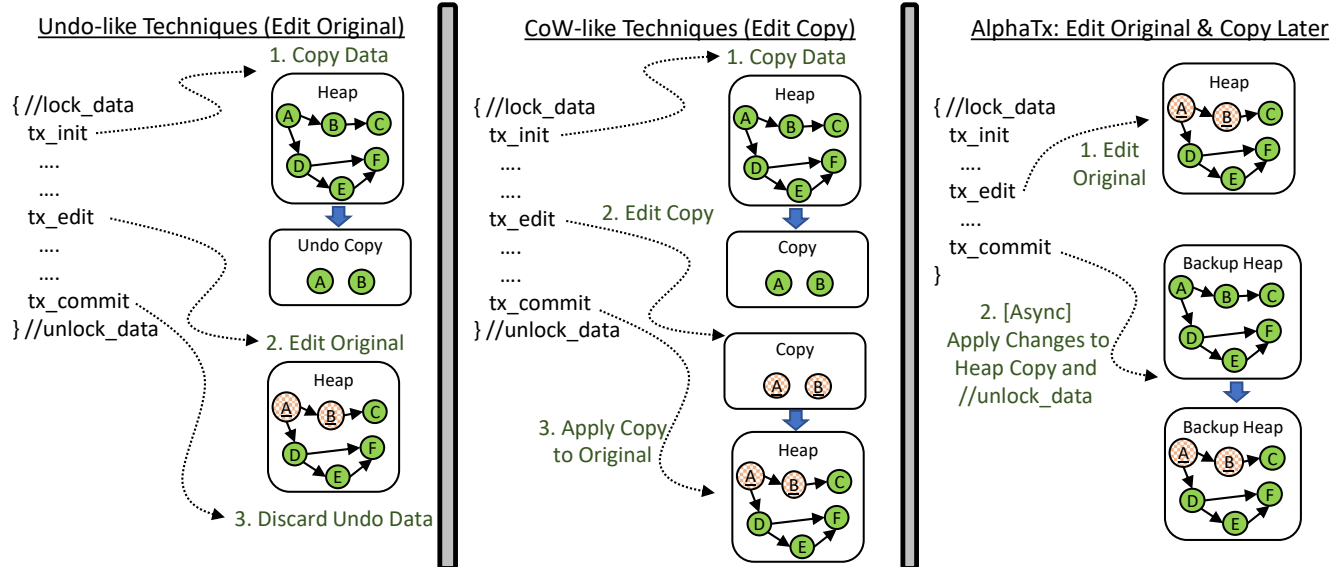 Undo-like Techniques (Edit Original)
1. Copy Data
{ //lock_data
tx_init
....
....
tx_edit
....
....
tx_commit
} //unlock_data
Heap
A
B
C
D
F
E
Undo Copy
A
B
2. Edit Original
Heap
A
B
C
D
F
E
3. Discard Undo Data
CoW-like Techniques (Edit Copy)
1. Copy Data
{ //lock_data
tx_init
....
....
tx_edit
....
....
tx_commit
} //unlock_data
Heap
A
B
C
D
F
E
2. Edit Copy
Copy
A
B
Copy
A
B
3. Apply Copy
to Original
Heap
A
B
C
D
F
E
AlphaTx: Edit Original & Copy Later
{ //lock_data
tx_init
....
tx_edit
....
tx_commit
}
Heap
A
B
C
D
F
E
1. Edit
Original
Backup Heap
A
B
C
D
F
E
2. [Async]
Apply Changes to
Heap Copy and
//unlock_data
Backup Heap
A
B
C
D
F
E